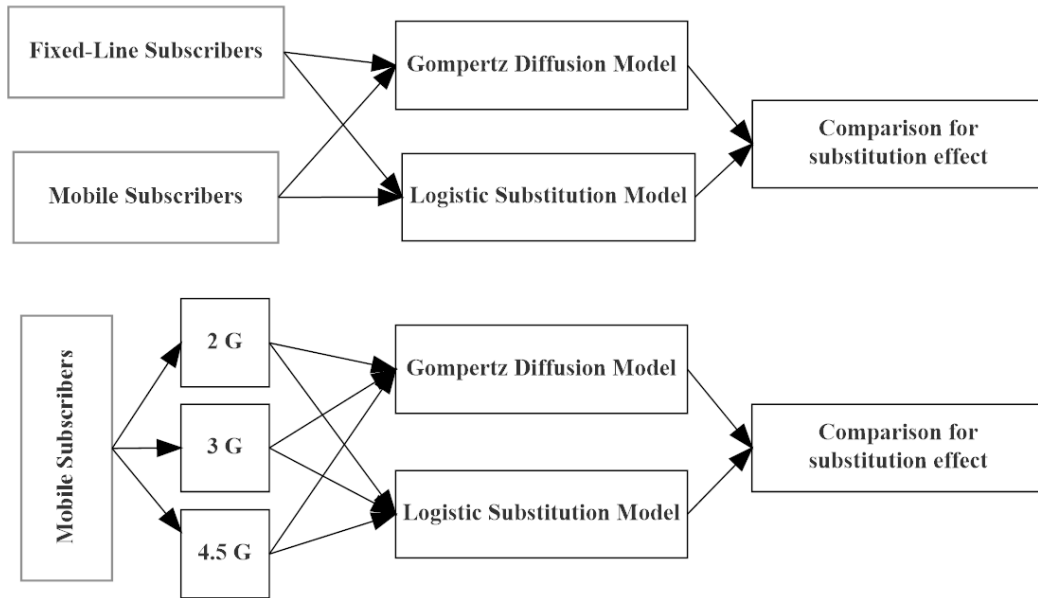 Fixed-Line Subscribers
Gompertz Diffusion Model
Comparison for
substitution effect
Mobile Subscribers
Logistic Substitution Model
Mobile Subscribers
2 G
3 G
4.5 G
Gompertz Diffusion Model
Logistic Substitution Model
Comparison for
substitution effect